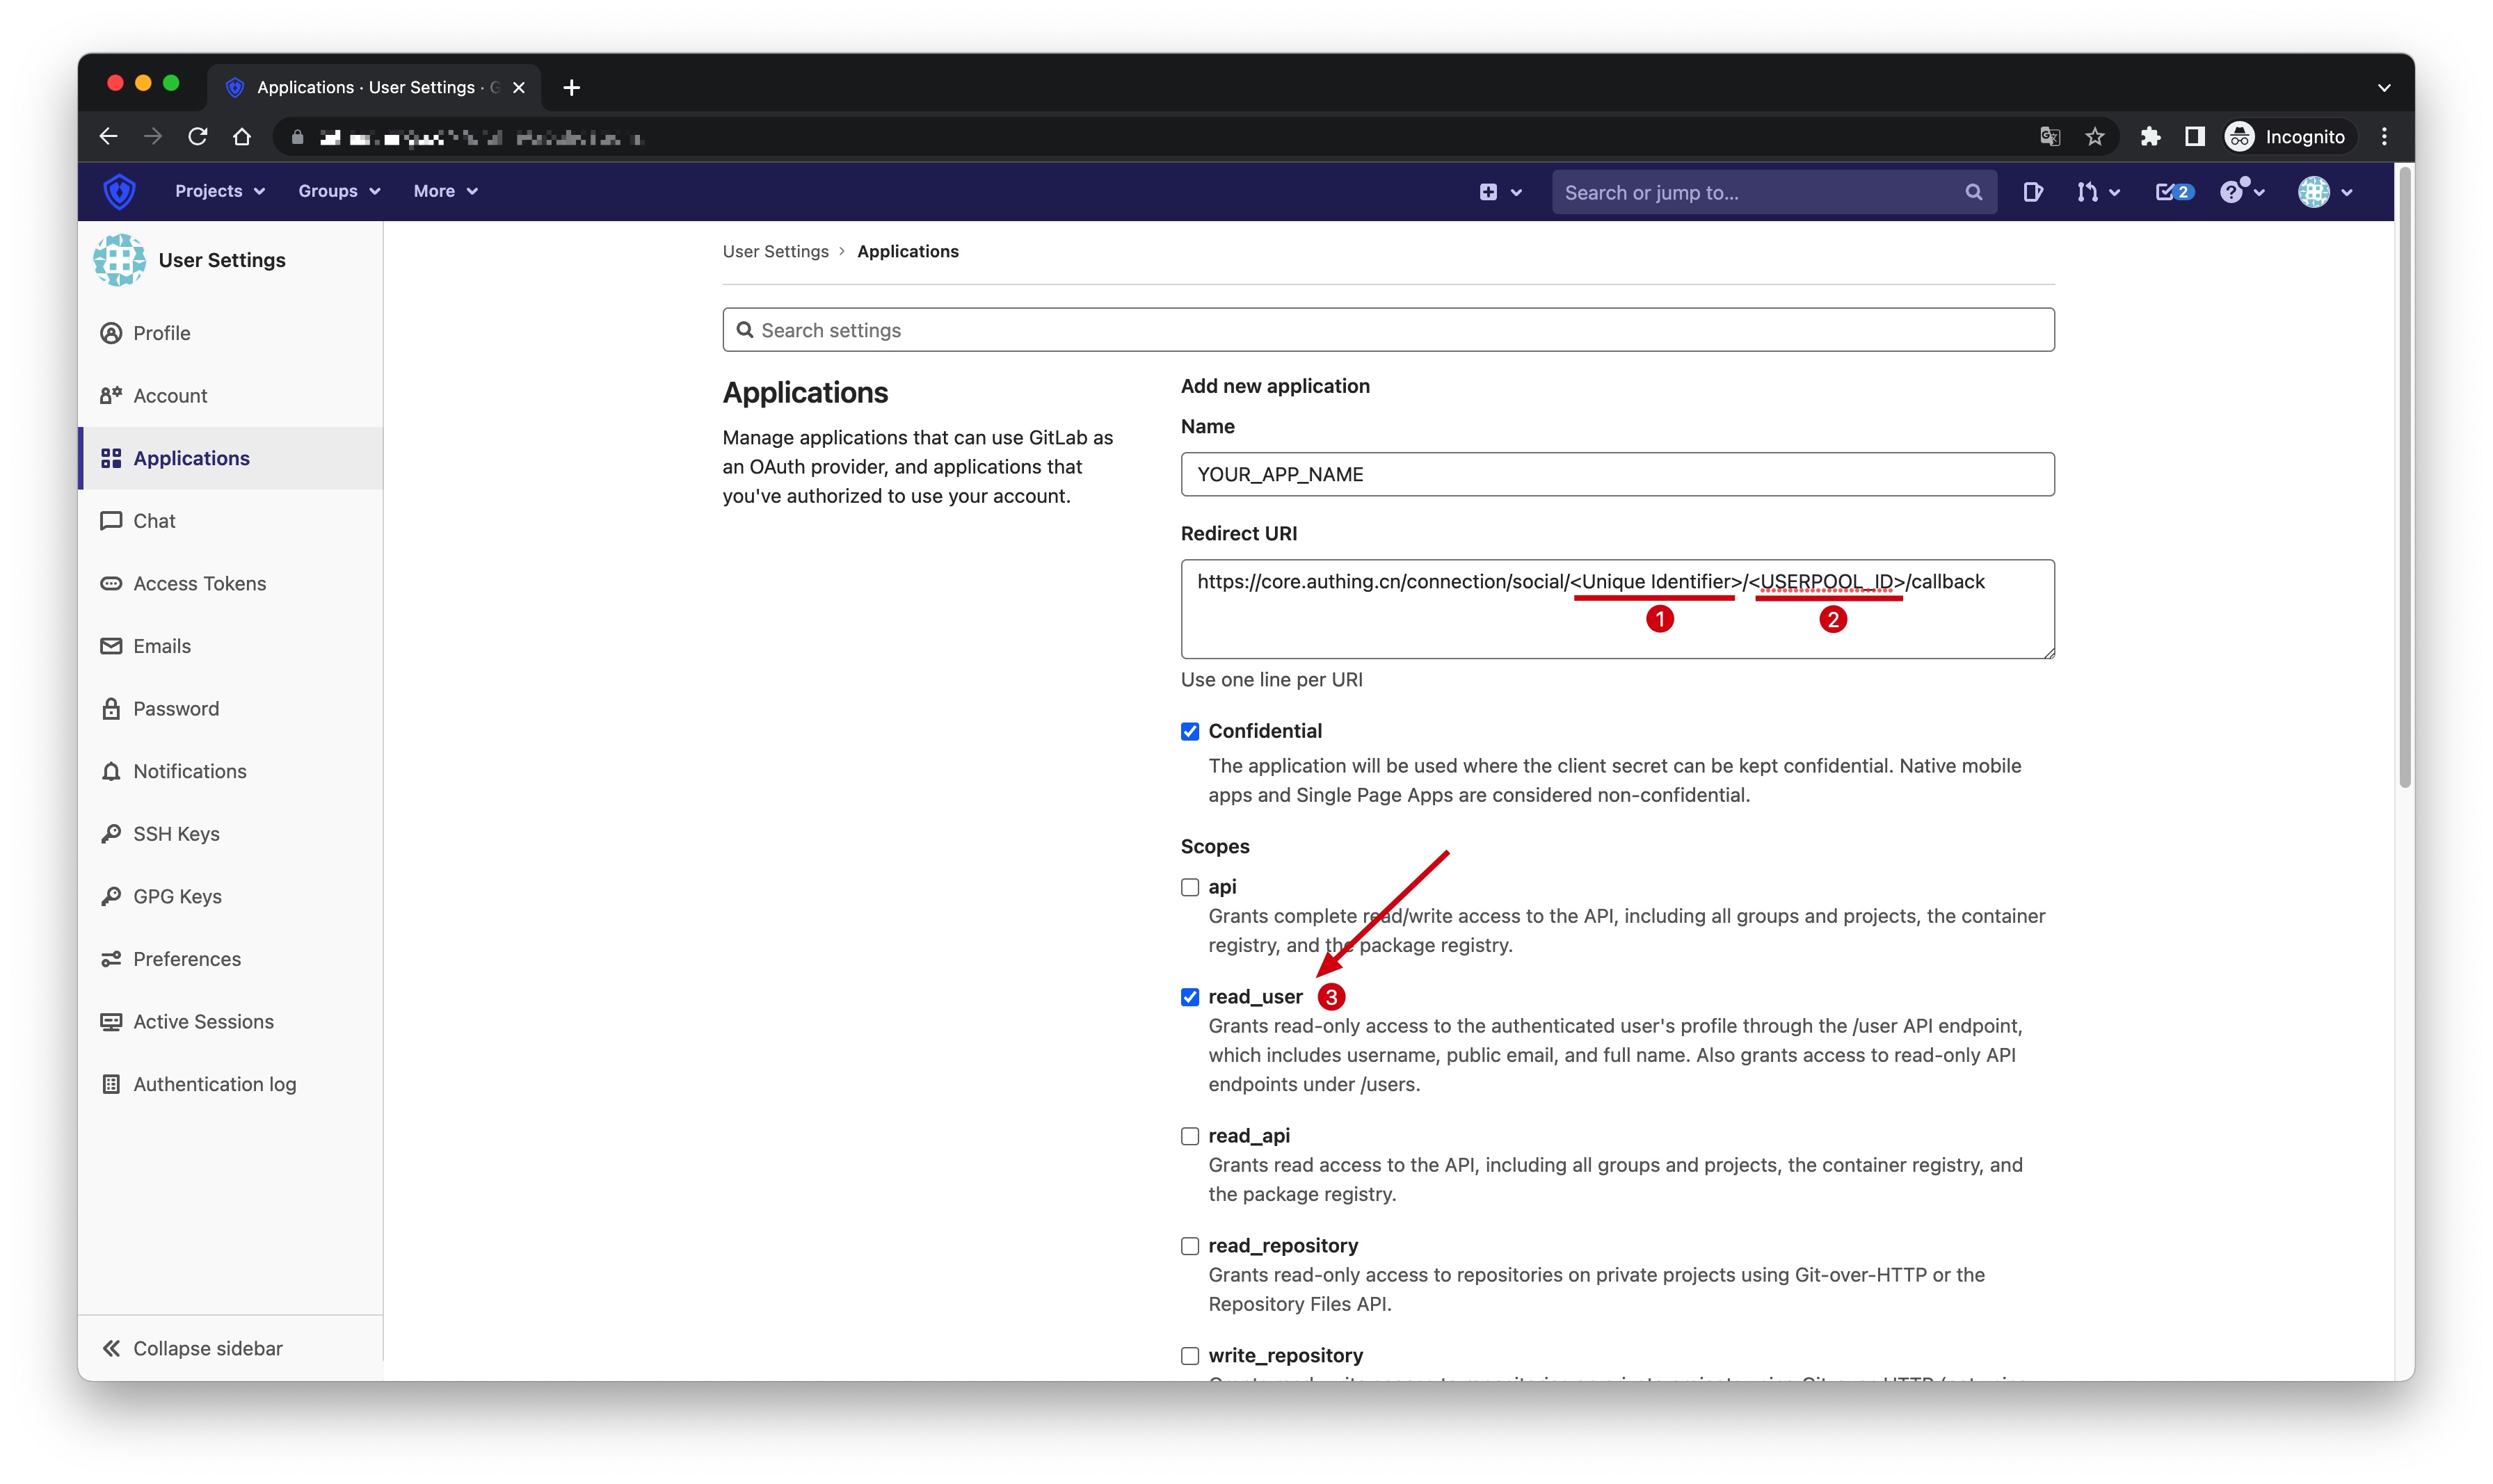 Applications · User Settings · G
Incognito
Projects
Groups
More
Search or jump to...
2
User Settings
Profile
Account
Applications
Chat
Access Tokens
Emails
Password
Notifications
SSH Keys
GPG Keys
Preferences
Active Sessions
Authentication log
Collapse sidebar
User Settings › Applications
Search settings
Applications
Manage applications that can use GitLab as
an OAuth provider, and applications that
you've authorized to use your account.
Add new application
Name
YOUR_APP_NAME
Redirect URI
https://core.authing.cn/connection/social/<Unique Identifier>/<USERPOOL_ID>/callback
1
2
Use one line per URI
Confidential
The application will be used where the client secret can be kept confidential. Native mobile
apps and Single Page Apps are considered non-confidential.
Scopes
api
Grants complete read/write access to the API, including all groups and projects, the container
registry, and the package registry.
read_user 3
Grants read-only access to the authenticated user's profile through the /user API endpoint,
which includes username, public email, and full name. Also grants access to read-only API
endpoints under /users.
read_api
Grants read access to the API, including all groups and projects, the container registry, and
the package registry.
read_repository
Grants read-only access to repositories on private projects using Git-over-HTTP or the
Repository Files API.
write_repository